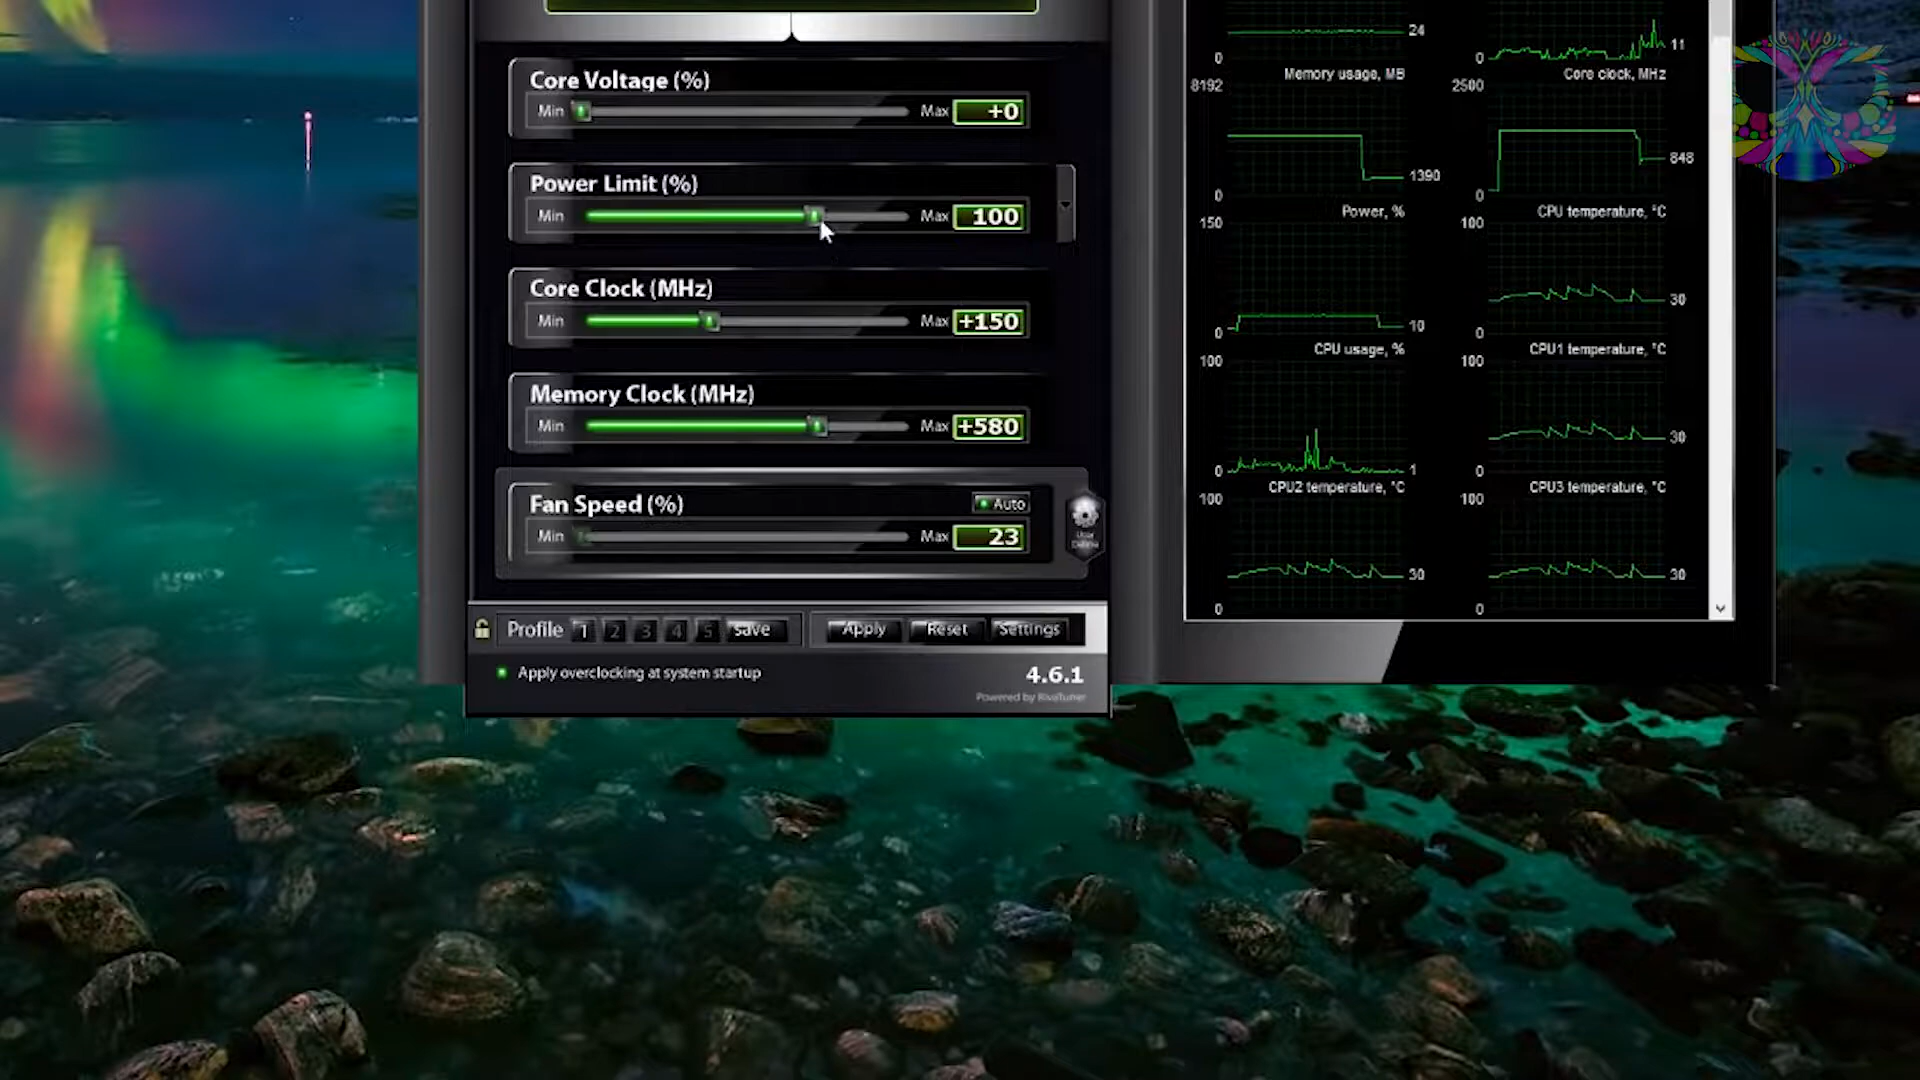 Core Voltage (%)
Min Max +0
Power Limit (%)
Min Max 100
Core Clock (MHz)
Min Max +150
Memory Clock (MHz)
Min Max +580
Fan Speed (%) Auto
Min Max 23
User Define
Profile 1 2 3 4 5 Save Apply Reset Settings
Apply overclocking at system startup 4.6.1
Powered by RivaTuner
24 11
0 0
Memory usage, MB Core clock, MHz
8192 2500
1390 848
0 0
Power, % CPU temperature, °C
150 100
10 30
0 0
CPU usage, % CPU1 temperature, °C
100 100
1 30
0 0
CPU2 temperature, °C CPU3 temperature, °C
100 100
30 30
0 0